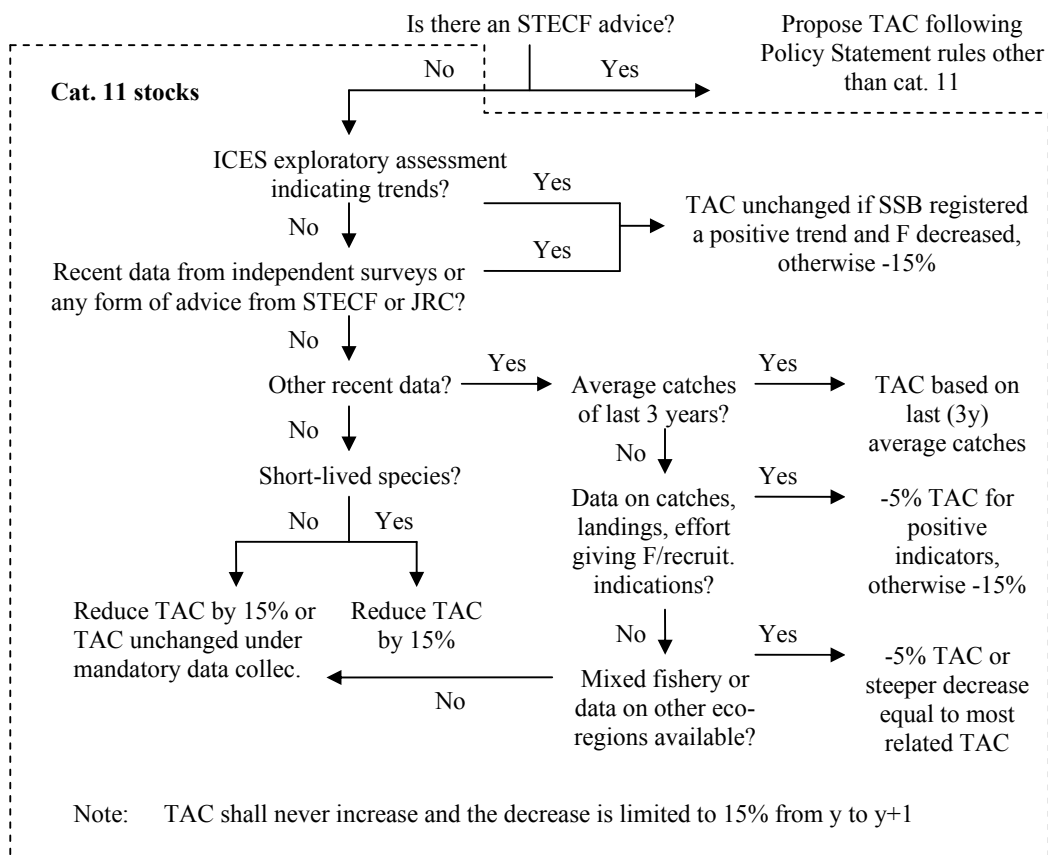 Is there an STECF advice?
Propose TAC following
Policy Statement rules other
than cat. 11
No
Yes
Cat. 11 stocks
ICES exploratory assessment
indicating trends?
Yes
TAC unchanged if SSB registered
a positive trend and F decreased,
otherwise -15%
No
Yes
Recent data from independent surveys or
any form of advice from STECF or JRC?
No
Other recent data?
Yes
Average catches
of last 3 years?
Yes
TAC based on
last (3y)
average catches
No
No
Short-lived species?
Data on catches,
landings, effort
giving F/recruit.
indications?
Yes
-5% TAC for
positive
indicators,
otherwise -15%
No
Yes
Reduce TAC by 15% or
TAC unchanged under
mandatory data collec.
Reduce TAC
by 15%
No
Mixed fishery or
data on other eco-
regions available?
Yes
-5% TAC or
steeper decrease
equal to most
related TAC
No
Note: TAC shall never increase and the decrease is limited to 15% from y to y+1